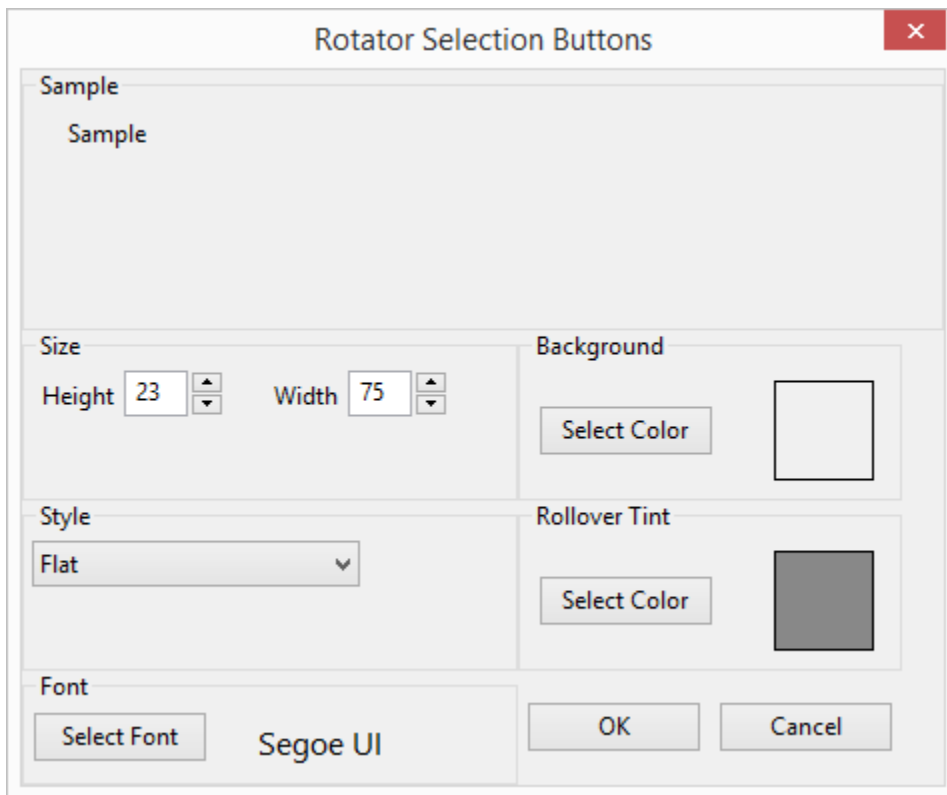 Rotator Selection Buttons
Sample
Sample
Size
Height 23 Width 75
Background
Select Color
Style
Flat
Rollover Tint
Select Color
Font
Select Font Segoe UI
OK Cancel